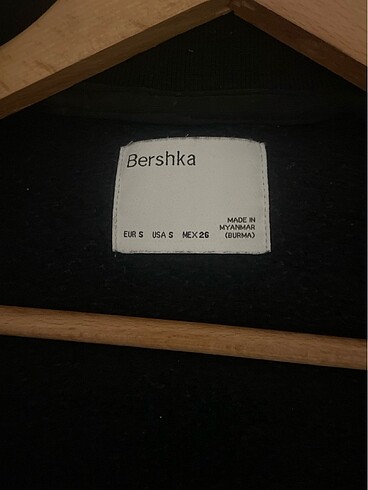 Bershka
MADE IN
MYANMAR
EUR S USA S MEX 26 (BURMA)